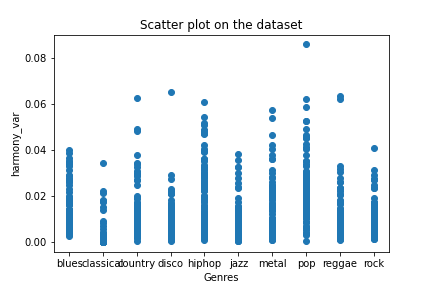 Scatter plot on the dataset
harmony_var
0.08
0.06
0.04
0.02
0.00
blues classical country disco hiphop jazz metal pop reggae rock
Genres